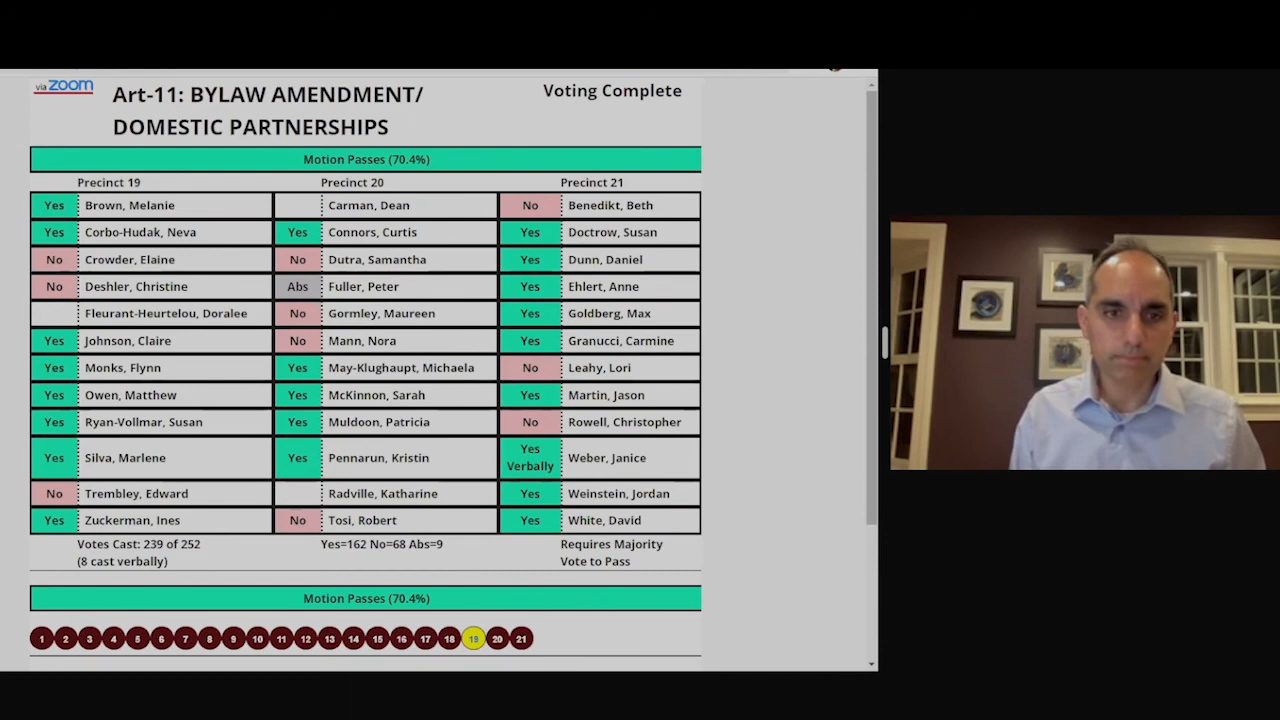 via zoom
Art-11: BYLAW AMENDMENT/
DOMESTIC PARTNERSHIPS
Voting Complete
Motion Passes (70.4%)
Precinct 19 Precinct 20 Precinct 21
Yes Brown, Melanie Carman, Dean No Benedikt, Beth
Yes Corbo-Hudak, Neva Yes Connors, Curtis Yes Doctrow, Susan
No Crowder, Elaine No Dutra, Samantha Yes Dunn, Daniel
No Deshler, Christine Abs Fuller, Peter Yes Ehlert, Anne
Fleurant-Heurtelou, Doralee No Gormley, Maureen Yes Goldberg, Max
Yes Johnson, Claire No Mann, Nora Yes Granucci, Carmine
Yes Monks, Flynn Yes May-Klughaupt, Michaela No Leahy, Lori
Yes Owen, Matthew Yes McKinnon, Sarah Yes Martin, Jason
Yes Ryan-Vollmar, Susan Yes Muldoon, Patricia No Rowell, Christopher
Yes Silva, Marlene Yes Pennarun, Kristin Yes Verbally Weber, Janice
No Trembley, Edward Radville, Katharine Yes Weinstein, Jordan
Yes Zuckerman, Ines No Tosi, Robert Yes White, David
Votes Cast: 239 of 252 Yes=162 No=68 Abs=9 Requires Majority
(8 cast verbally) Vote to Pass
Motion Passes (70.4%)
1 2 3 4 5 6 7 8 9 10 11 12 13 14 15 16 17 18 19 20 21